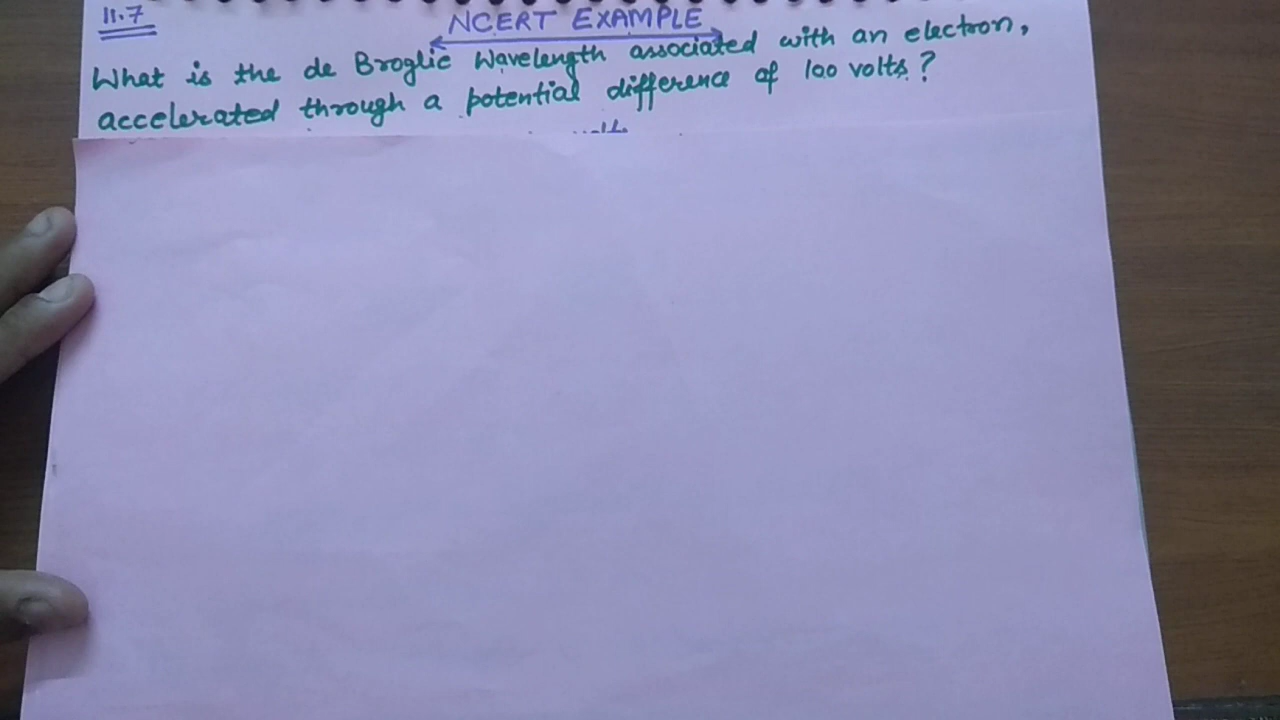 11.7
NCERT EXAMPLE
What is the de Broglie Wavelength associated with an electron,
accelerated through a potential difference of 100 volts?